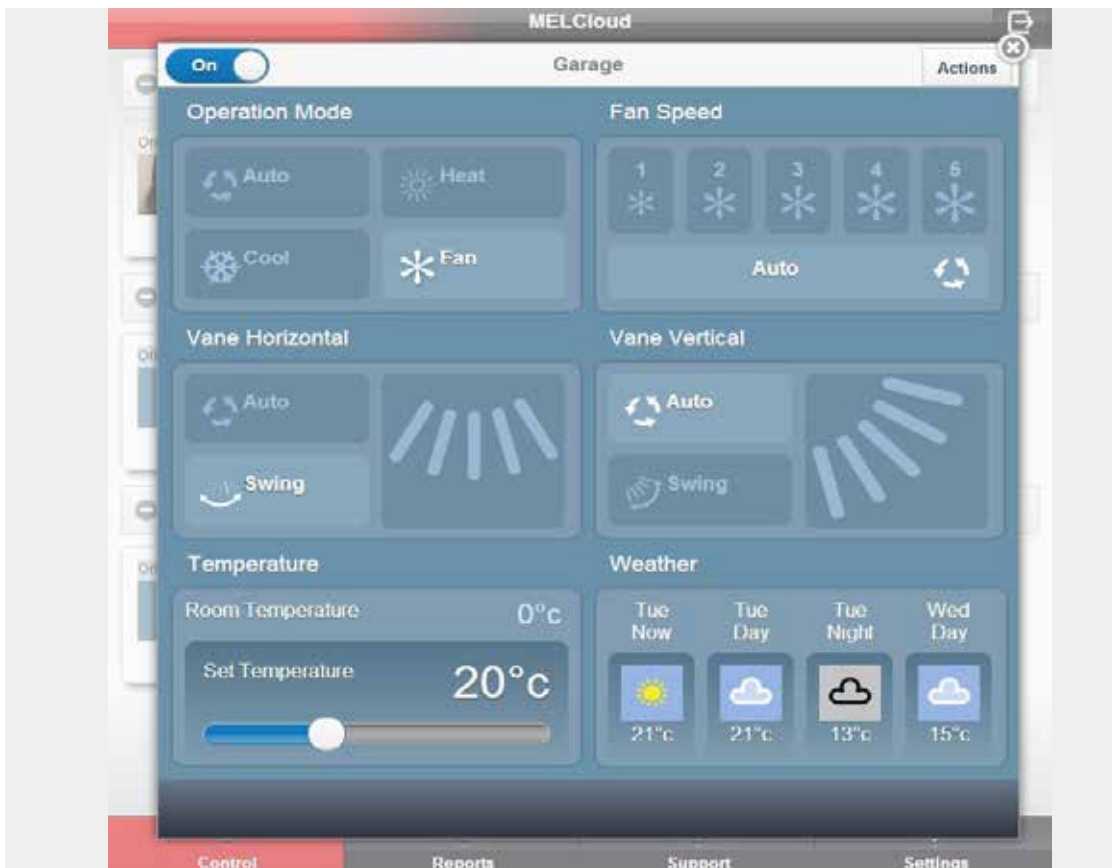 MELCloud
On
Garage
Actions
Operation Mode
Fan Speed
Auto
Heat
1
2
3
4
5
Cool
Fan
Auto
Vane Horizontal
Vane Vertical
Auto
Auto
Swing
Swing
Temperature
Weather
Room Temperature
0°c
Tue
Now
Tue
Day
Tue
Night
Wed
Day
Set Temperature
20°c
21°c
21°c
13°c
15°c
Control
Reports
Support
Settings